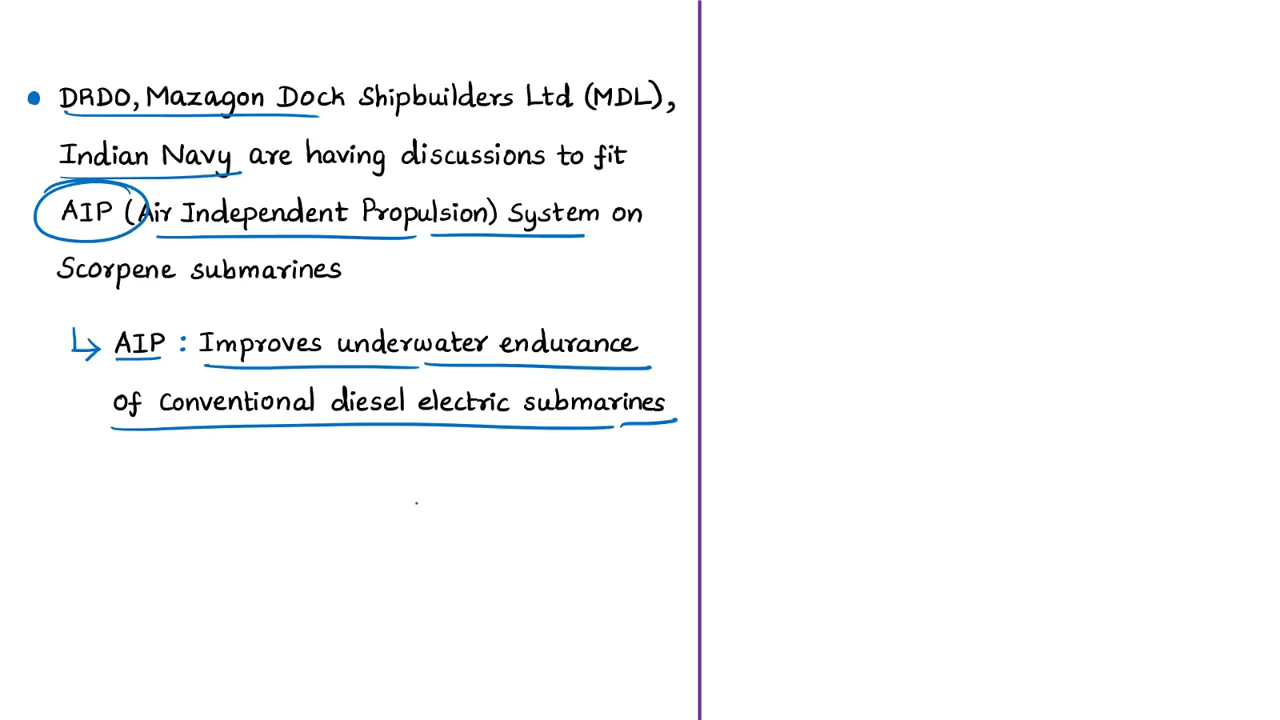 • DRDO, Mazagon Dock Shipbuilders Ltd (MDL),
Indian Navy are having discussions to fit
AIP (Air Independent Propulsion) System on
Scorpene submarines
↳ AIP : Improves underwater endurance
of conventional diesel electric submarines